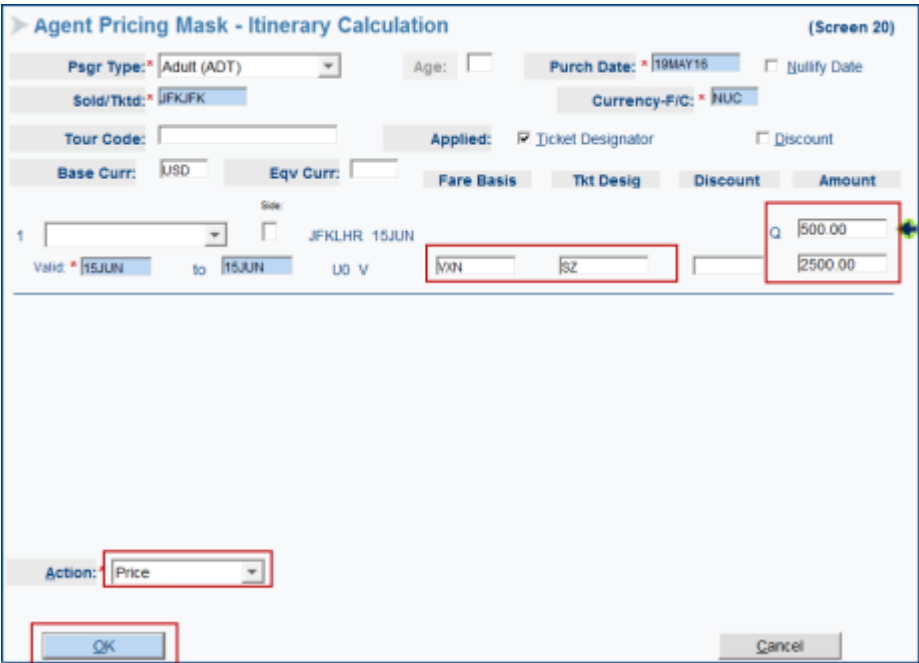 Agent Pricing Mask - Itinerary Calculation (Screen 20)
Psgr Type:* Adult (ADT) Age: Purch Date: * 19MAY16 Nullify Date
Sold/Tktd:* JFKJFK Currency-F/C: * NUC
Tour Code: Applied: Ticket Designator Discount
Base Curr: USD Eqv Curr: Fare Basis Tkt Desig Discount Amount
Side:
1 JFKLHR 15JUN Q 500.00
Valid: * 15JUN to 15JUN U0 V VXN SZ 2500.00
Action:* Price
OK Cancel